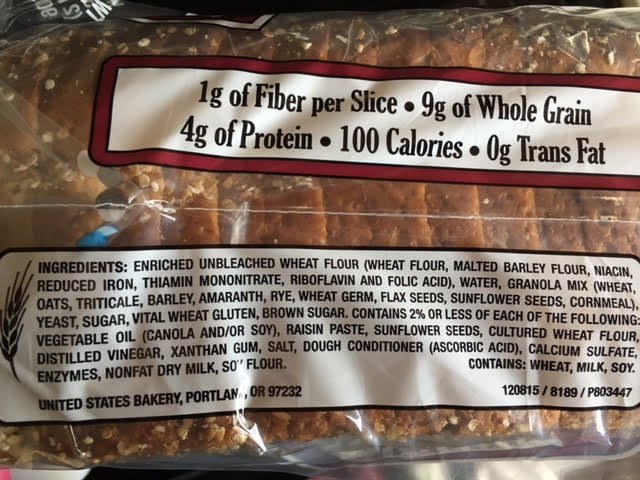 1g of Fiber per Slice • 9g of Whole Grain
4g of Protein • 100 Calories • 0g Trans Fat
INGREDIENTS: ENRICHED UNBLEACHED WHEAT FLOUR (WHEAT FLOUR, MALTED BARLEY FLOUR, NIACIN,
REDUCED IRON, THIAMIN MONONITRATE, RIBOFLAVIN AND FOLIC ACID), WATER, GRANOLA MIX (WHEAT,
OATS, TRITICALE, BARLEY, AMARANTH, RYE, WHEAT GERM, FLAX SEEDS, SUNFLOWER SEEDS, CORNMEAL),
YEAST, SUGAR, VITAL WHEAT GLUTEN, BROWN SUGAR. CONTAINS 2% OR LESS OF EACH OF THE FOLLOWING:
VEGETABLE OIL (CANOLA AND/OR SOY), RAISIN PASTE, SUNFLOWER SEEDS, CULTURED WHEAT FLOUR,
DISTILLED VINEGAR, XANTHAN GUM, SALT, DOUGH CONDITIONER (ASCORBIC ACID), CALCIUM SULFATE,
ENZYMES, NONFAT DRY MILK, SOY FLOUR. CONTAINS: WHEAT, MILK, SOY.
UNITED STATES BAKERY, PORTLAND, OR 97232 120815 / 8189 / P803447